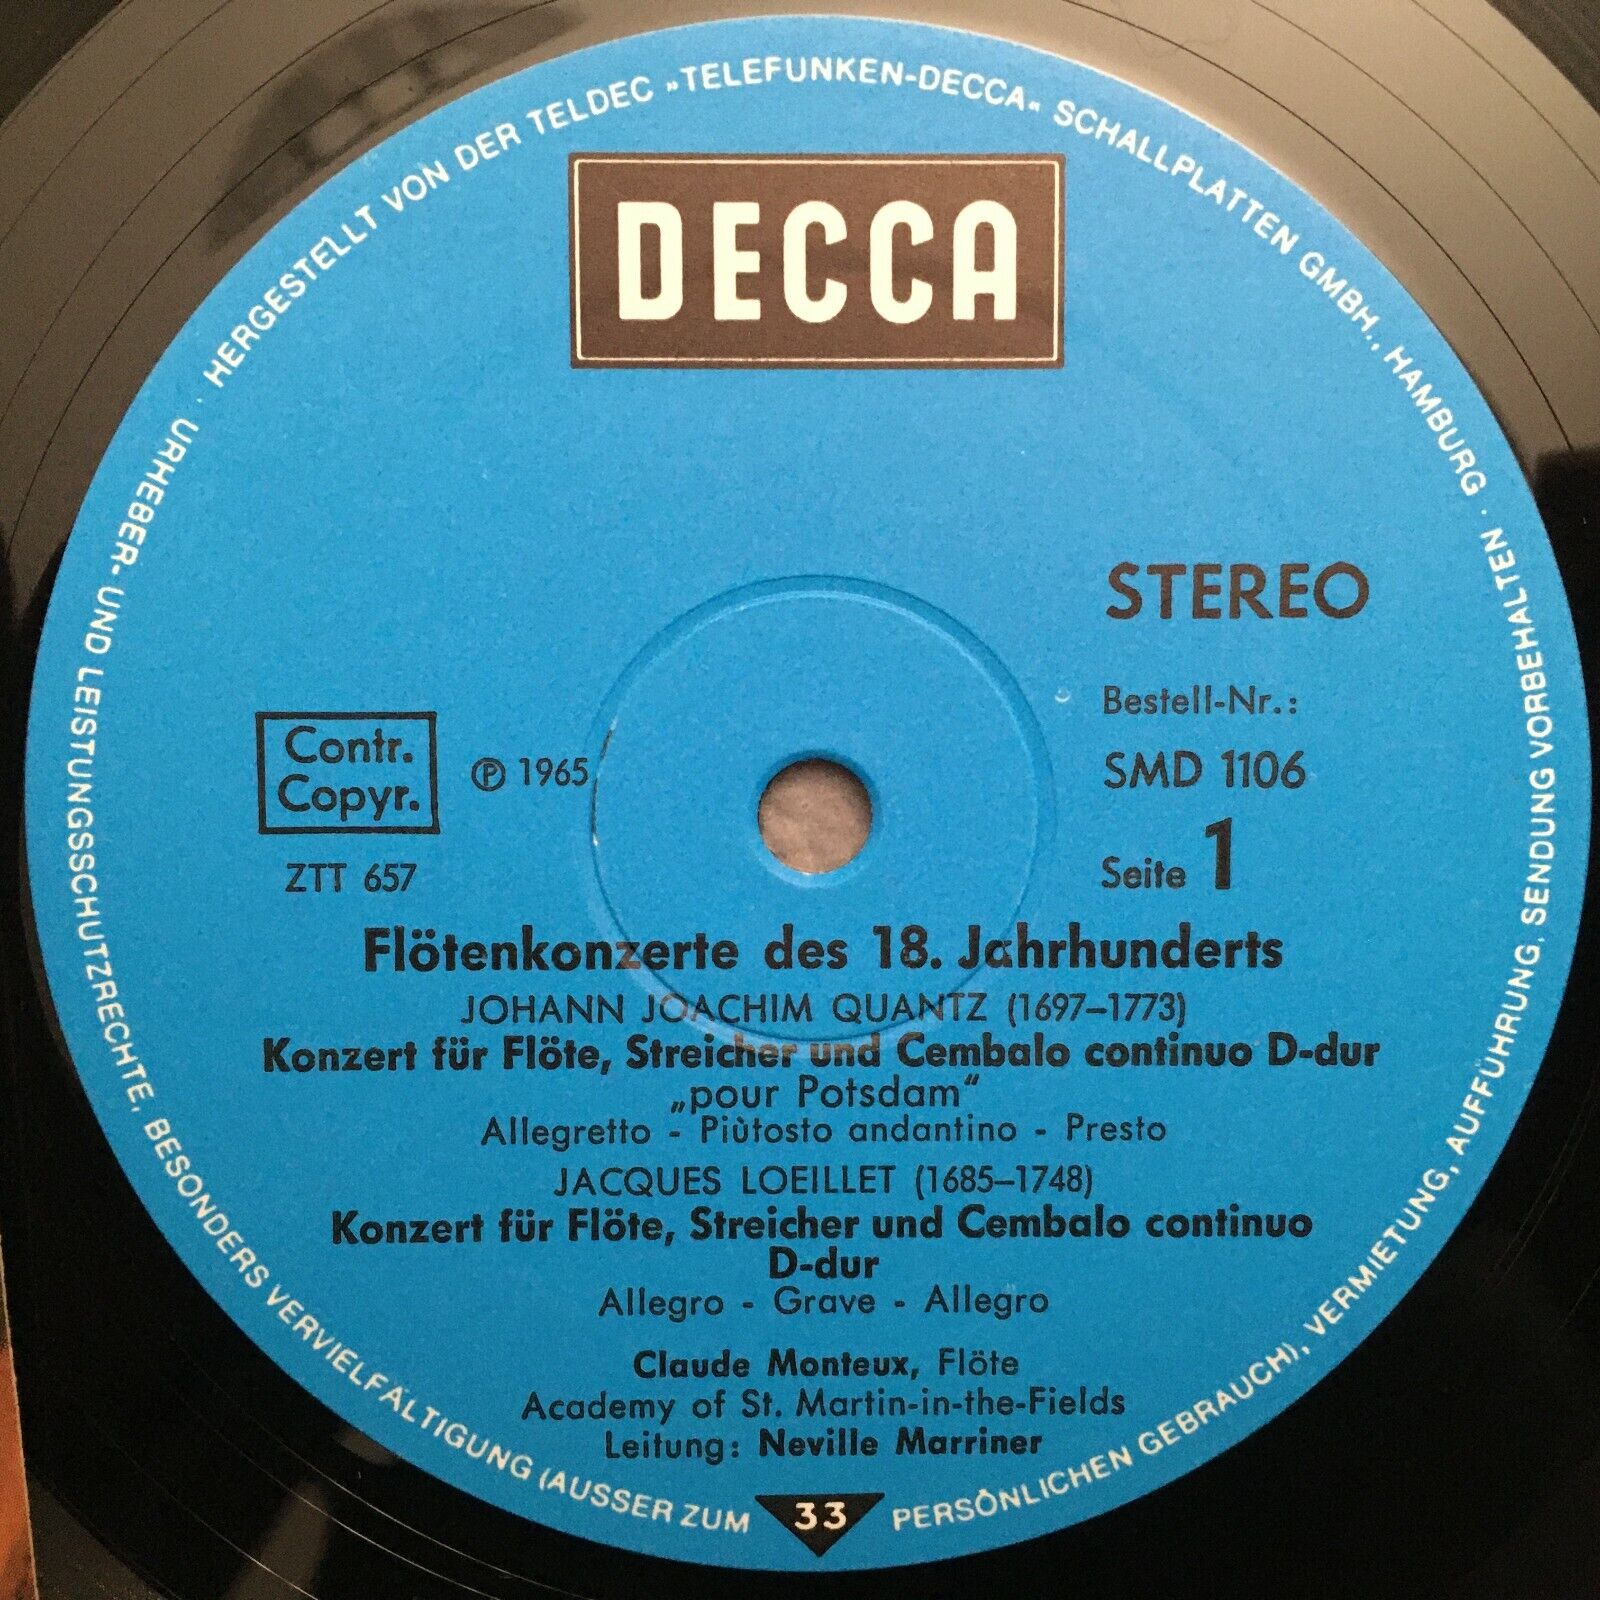 HERGESTELLT VON DER TELDEC »TELEFUNKEN-DECCA« SCHALLPLATTEN GMBH., HAMBURG ·
URHEBER- UND LEISTUNGSSCHUTZRECHTE, BESONDERS VERVIELFÄLTIGUNG (AUSSER ZUM PERSÖNLICHEN GEBRAUCH), VERMIETUNG, AUFFÜHRUNG, SENDUNG VORBEHALTEN ·
DECCA
STEREO
Bestell-Nr.:
SMD 1106
Seite 1
Contr.
Copyr.
℗ 1965
ZTT 657
Flötenkonzerte des 18. Jahrhunderts
JOHANN JOACHIM QUANTZ (1697–1773)
Konzert für Flöte, Streicher und Cembalo continuo D-dur
„pour Potsdam“
Allegretto - Piùtosto andantino - Presto
JACQUES LOEILLET (1685–1748)
Konzert für Flöte, Streicher und Cembalo continuo
D-dur
Allegro - Grave - Allegro
Claude Monteux, Flöte
Academy of St. Martin-in-the-Fields
Leitung: Neville Marriner
33